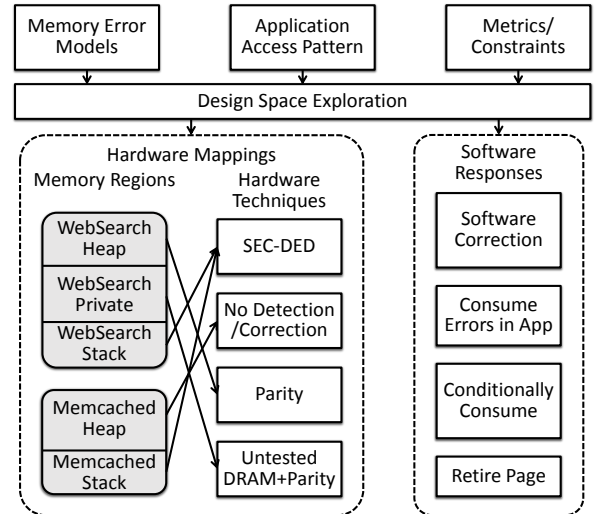 Memory Error
Models
Application
Access Pattern
Metrics/
Constraints
Design Space Exploration
Hardware Mappings
Memory Regions
Hardware
Techniques
WebSearch
Heap
WebSearch
Private
WebSearch
Stack
Memcached
Heap
Memcached
Stack
SEC-DED
No Detection
/Correction
Parity
Untested
DRAM+Parity
Software
Responses
Software
Correction
Consume
Errors in App
Conditionally
Consume
Retire Page